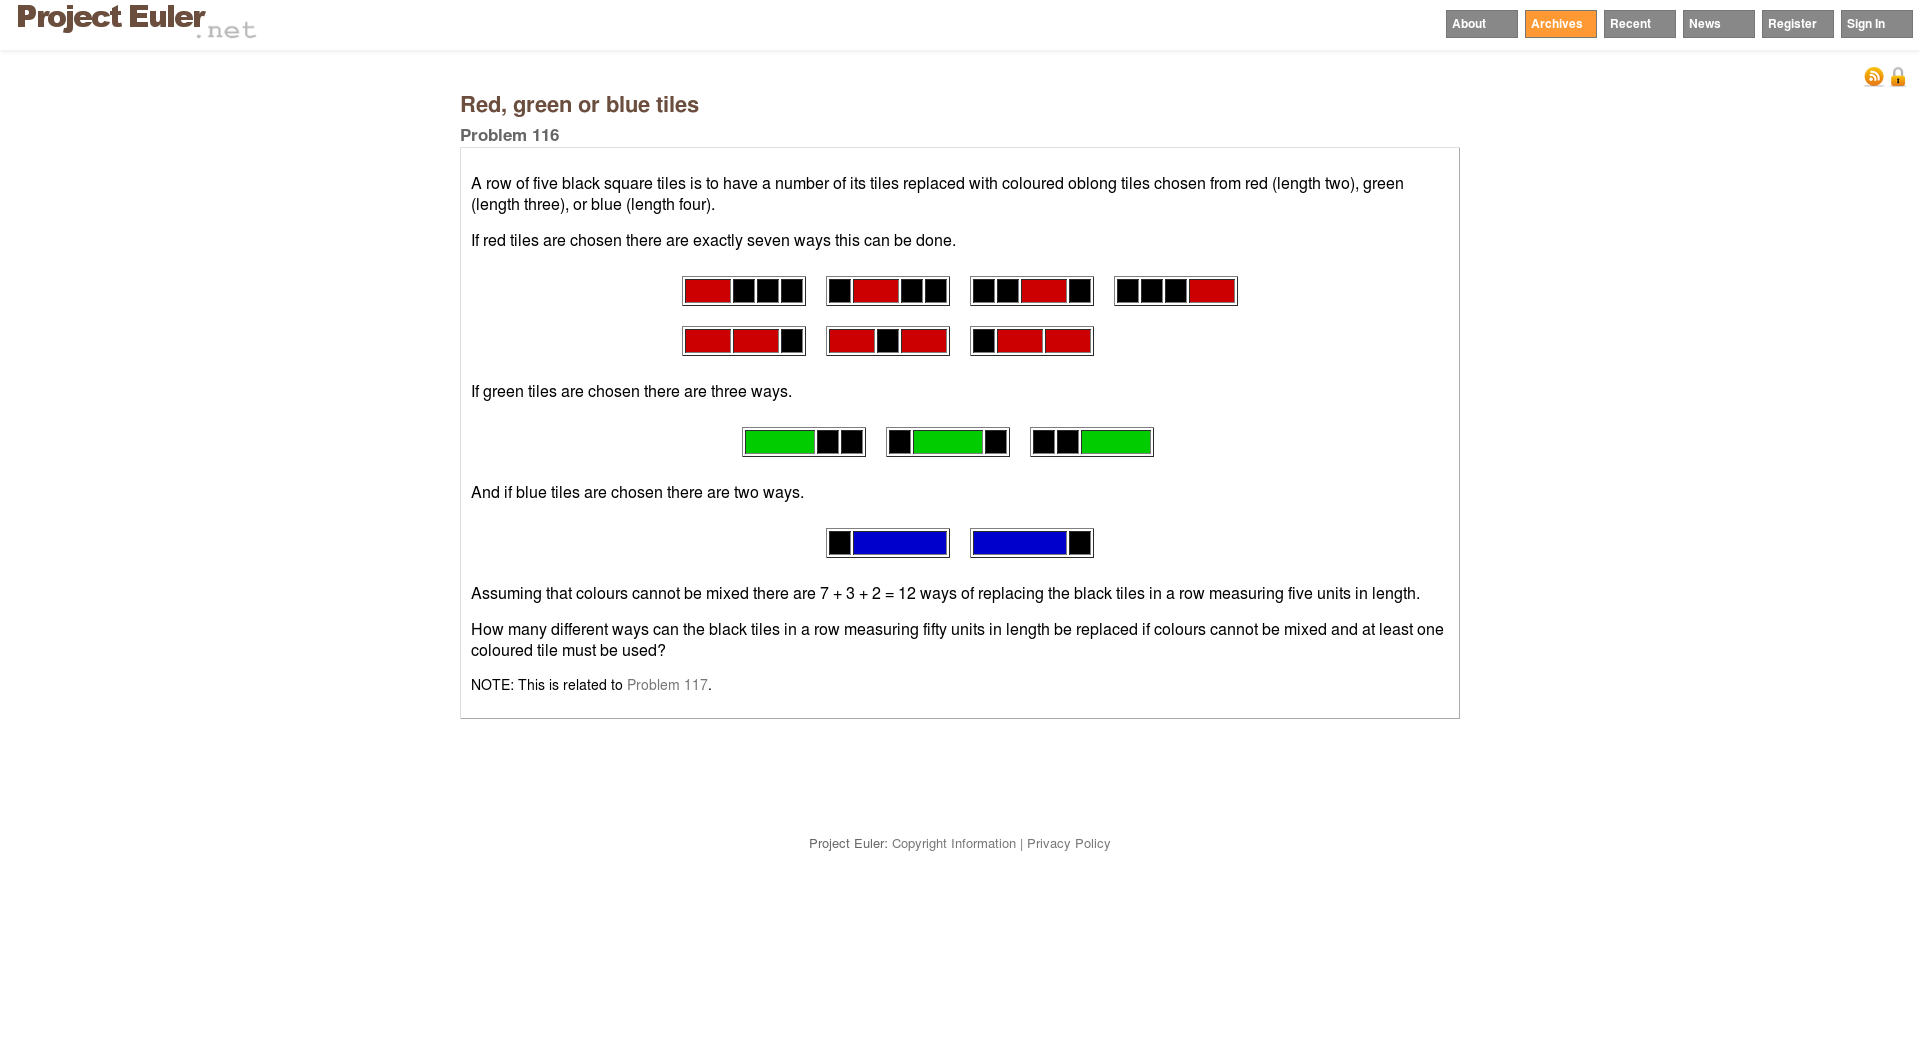 Project Euler
.net
About
Archives
Recent
News
Register
Sign In
Red, green or blue tiles
Problem 116
A row of five black square tiles is to have a number of its tiles replaced with coloured oblong tiles chosen from red (length two), green
(length three), or blue (length four).
If red tiles are chosen there are exactly seven ways this can be done.
If green tiles are chosen there are three ways.
And if blue tiles are chosen there are two ways.
Assuming that colours cannot be mixed there are 7 + 3 + 2 = 12 ways of replacing the black tiles in a row measuring five units in length.
How many different ways can the black tiles in a row measuring fifty units in length be replaced if colours cannot be mixed and at least one
coloured tile must be used?
NOTE: This is related to Problem 117.
Project Euler: Copyright Information | Privacy Policy